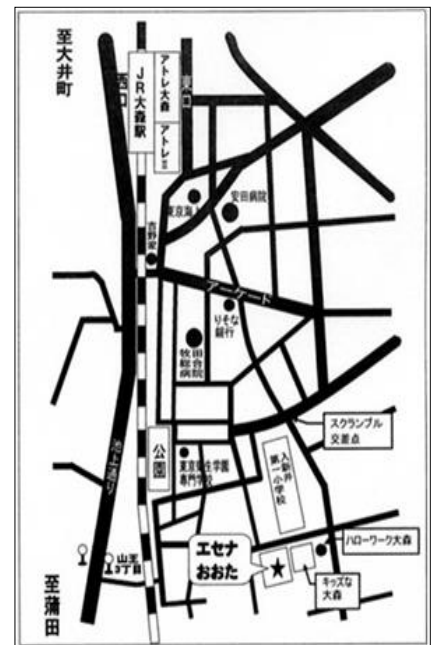 至大井町
西口
JR大森駅
アトレ大森
アトレⅡ
東口
東京海上
安田病院
吉野家
アーケード
りそな
銀行
牧田
総合
病院
スクランブル
交差点
池上通り
公園
東京衛生学園
専門学校
入新井
第一小学校
ハローワーク大森
エセナ
おおた
キッズな
大森
山王
3丁目
至蒲田